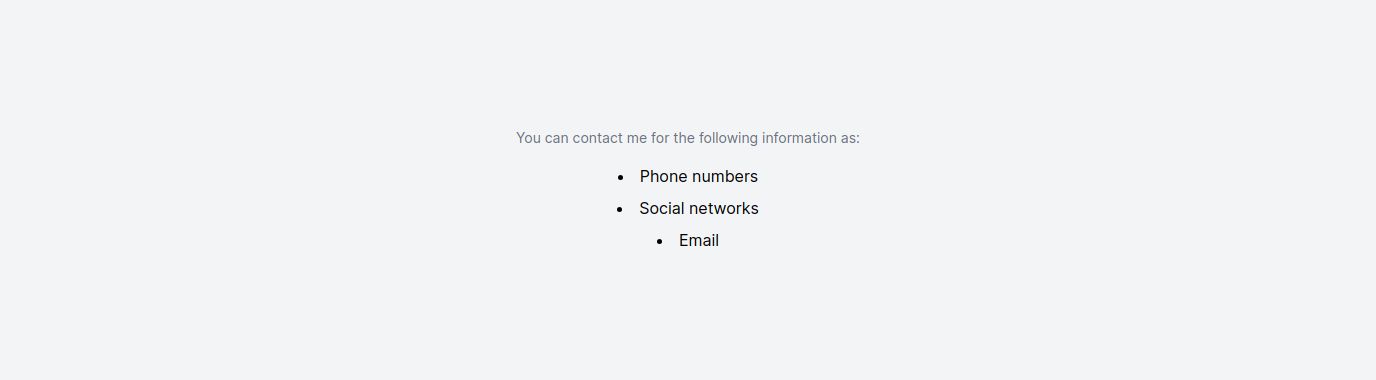 You can contact me for the following information as:
• Phone numbers
• Social networks
• Email